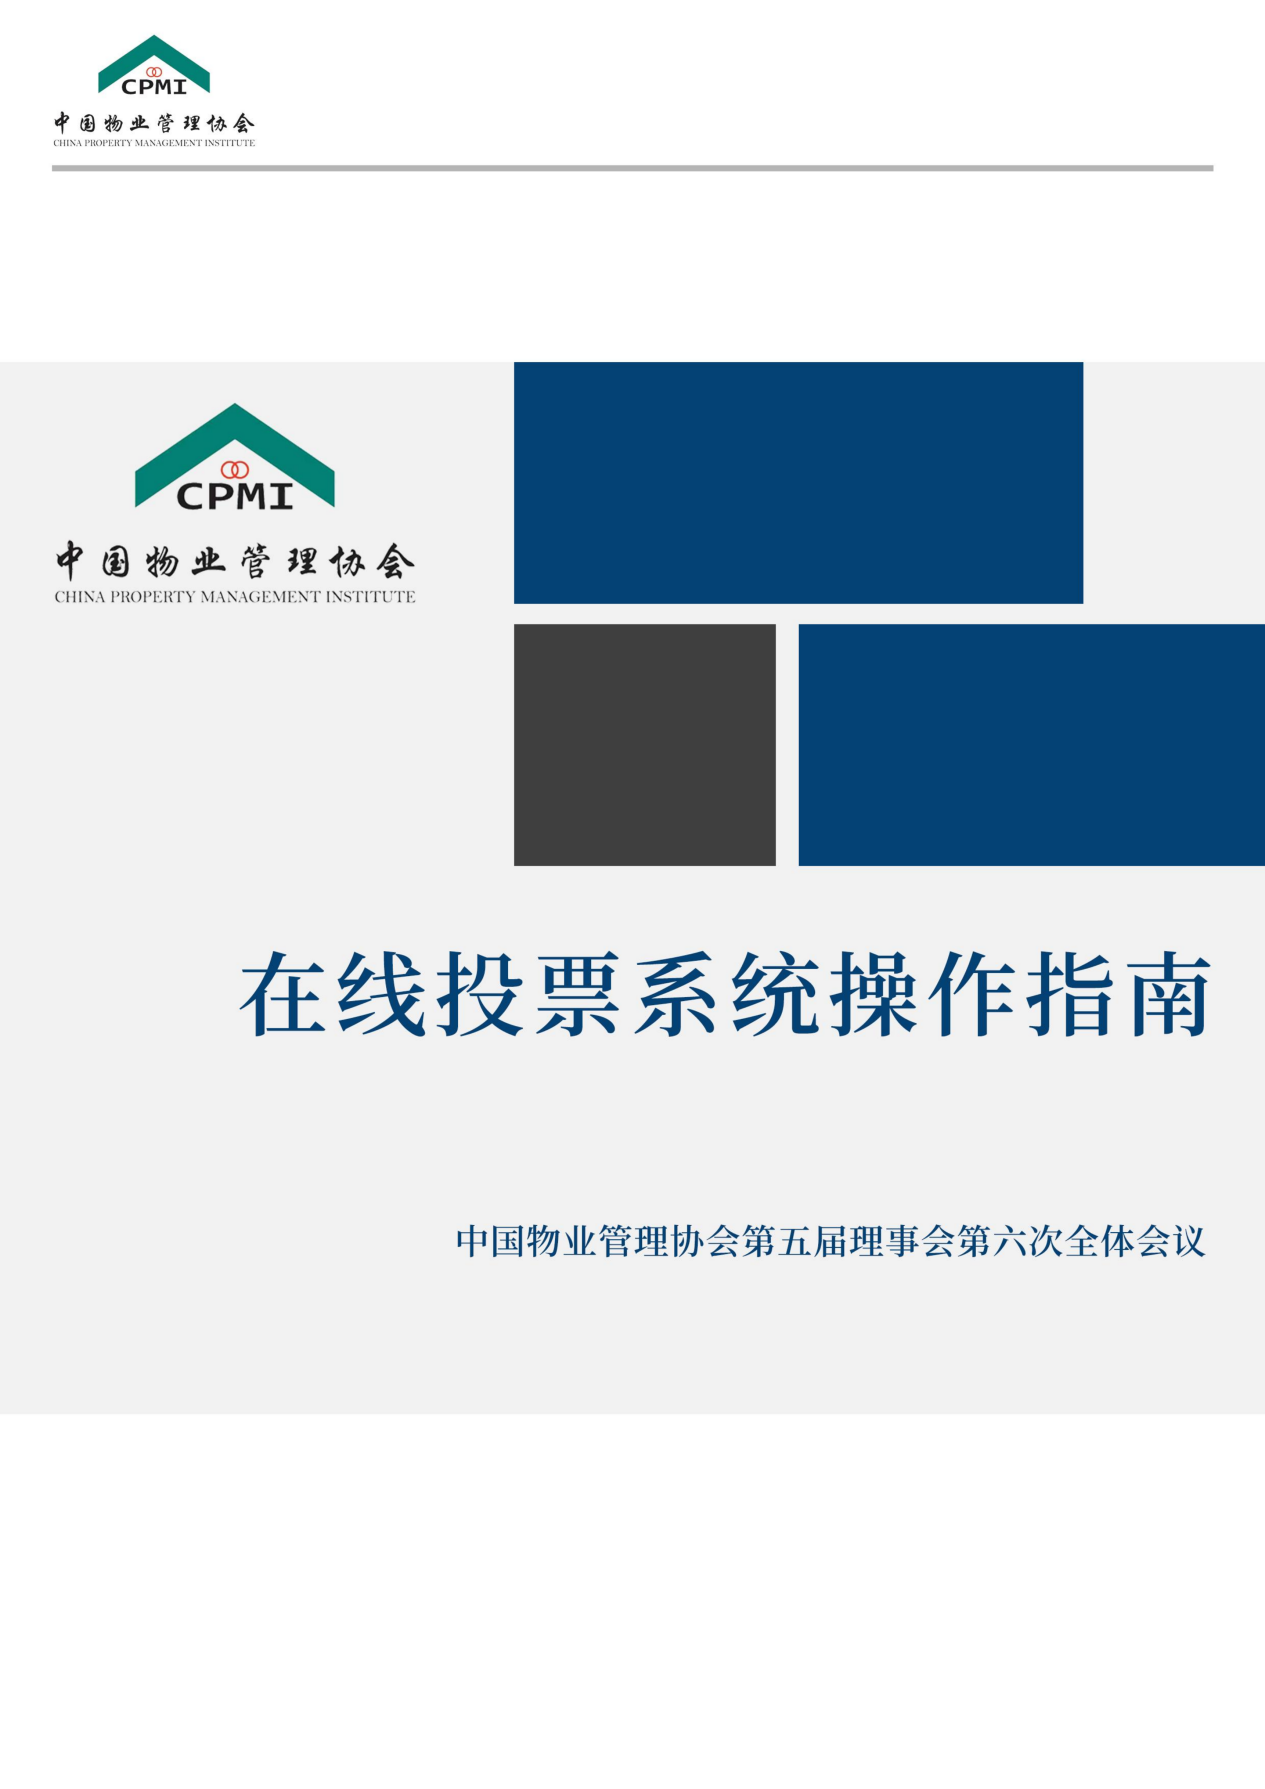 CPMI
中国物业管理协会
CHINA PROPERTY MANAGEMENT INSTITUTE
CPMI
中国物业管理协会
CHINA PROPERTY MANAGEMENT INSTITUTE
在线投票系统操作指南
中国物业管理协会第五届理事会第六次全体会议